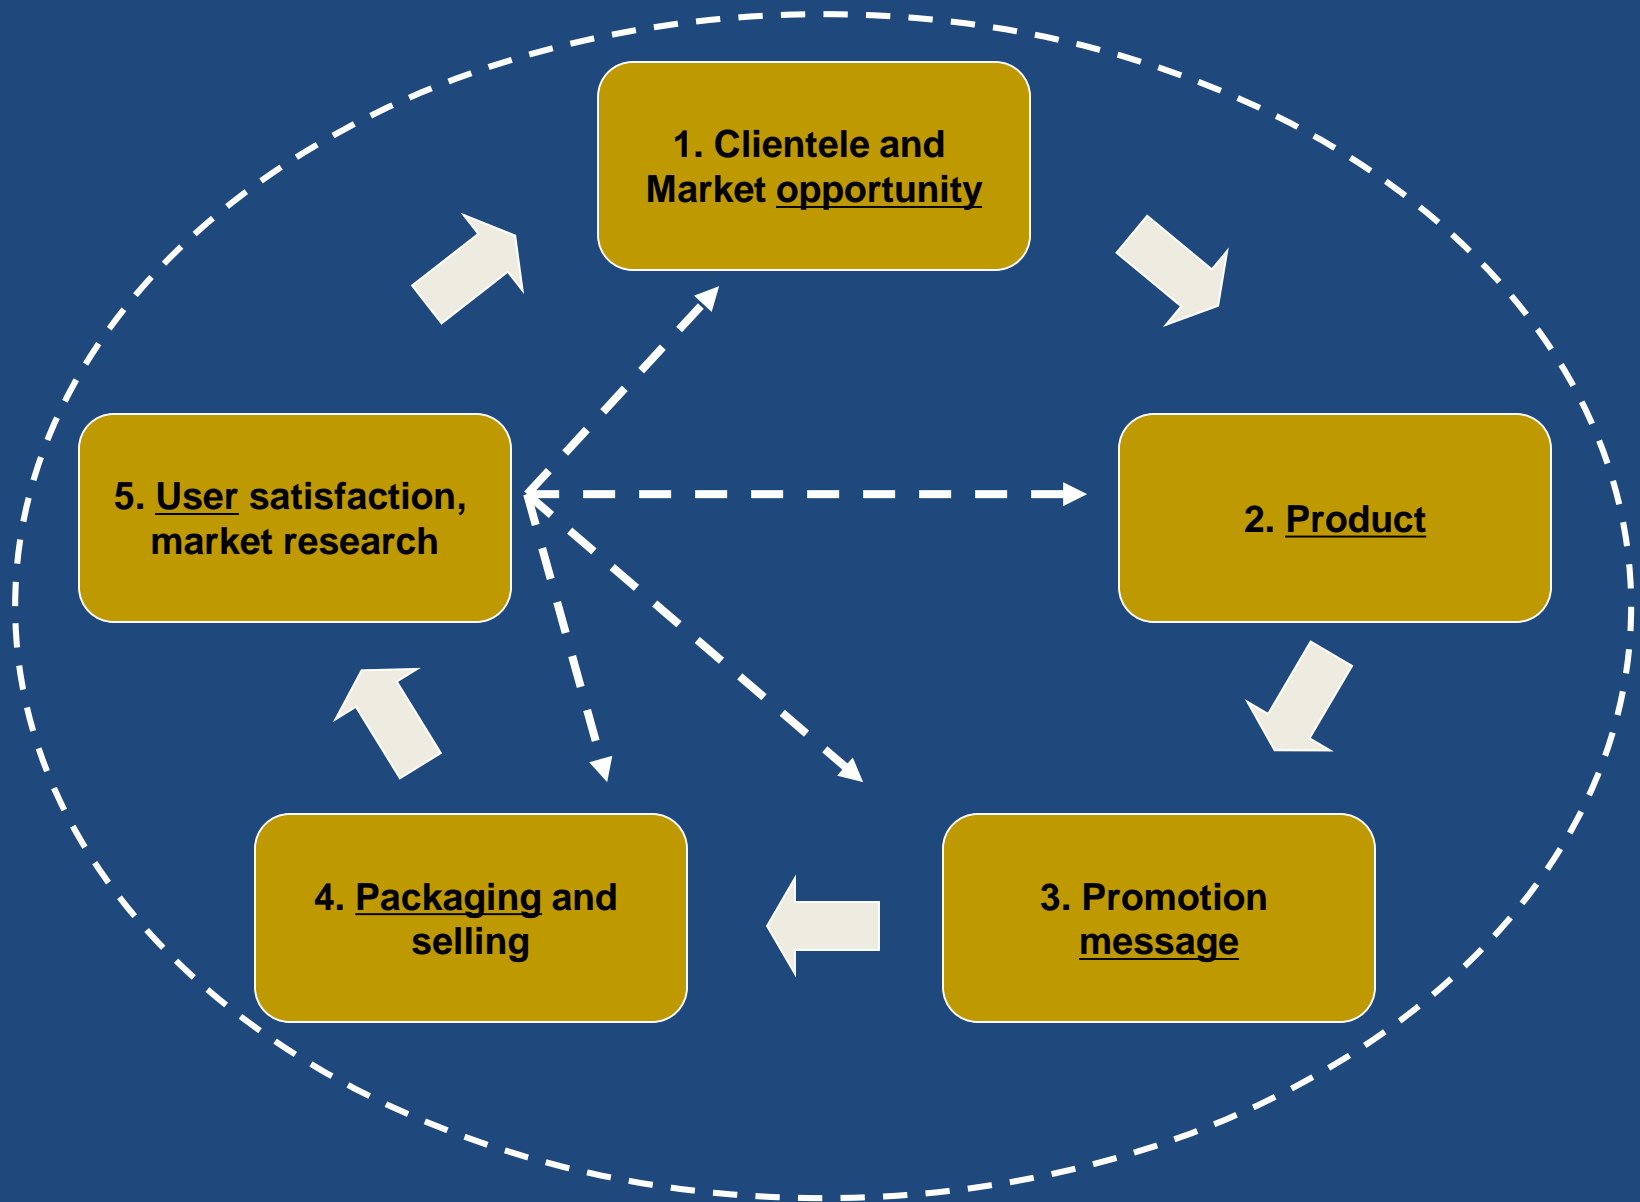 1. Clientele and
Market opportunity
2. Product
3. Promotion
message
4. Packaging and
selling
5. User satisfaction,
market research